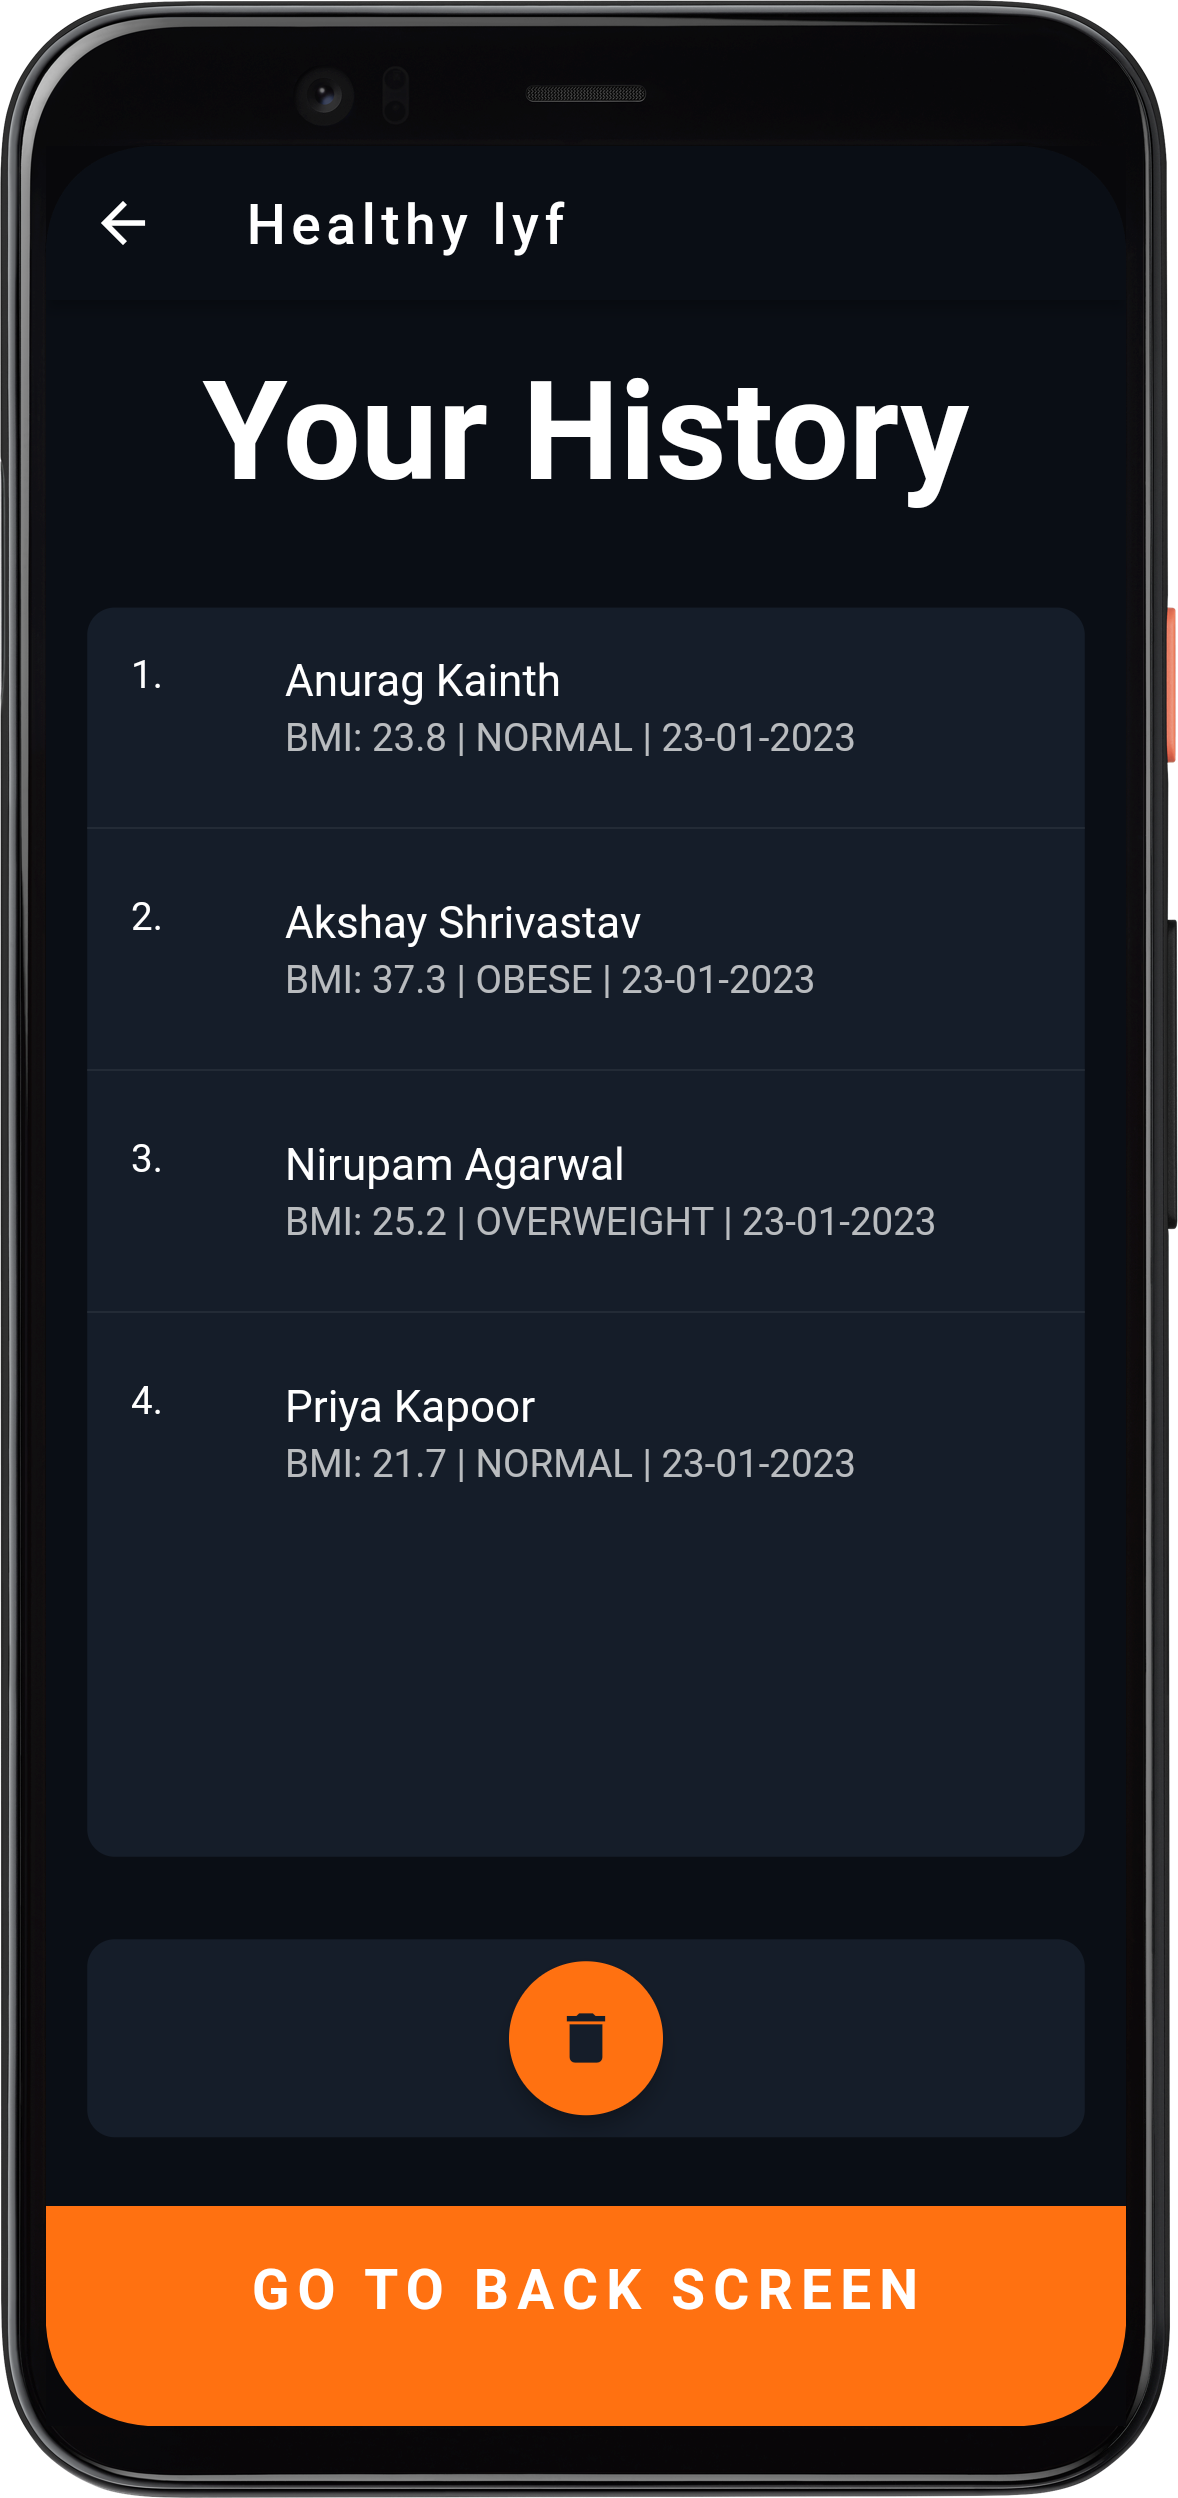 Healthy lyf
Your History
1.
Anurag Kainth
BMI: 23.8 | NORMAL | 23-01-2023
2.
Akshay Shrivastav
BMI: 37.3 | OBESE | 23-01-2023
3.
Nirupam Agarwal
BMI: 25.2 | OVERWEIGHT | 23-01-2023
4.
Priya Kapoor
BMI: 21.7 | NORMAL | 23-01-2023
GO TO BACK SCREEN